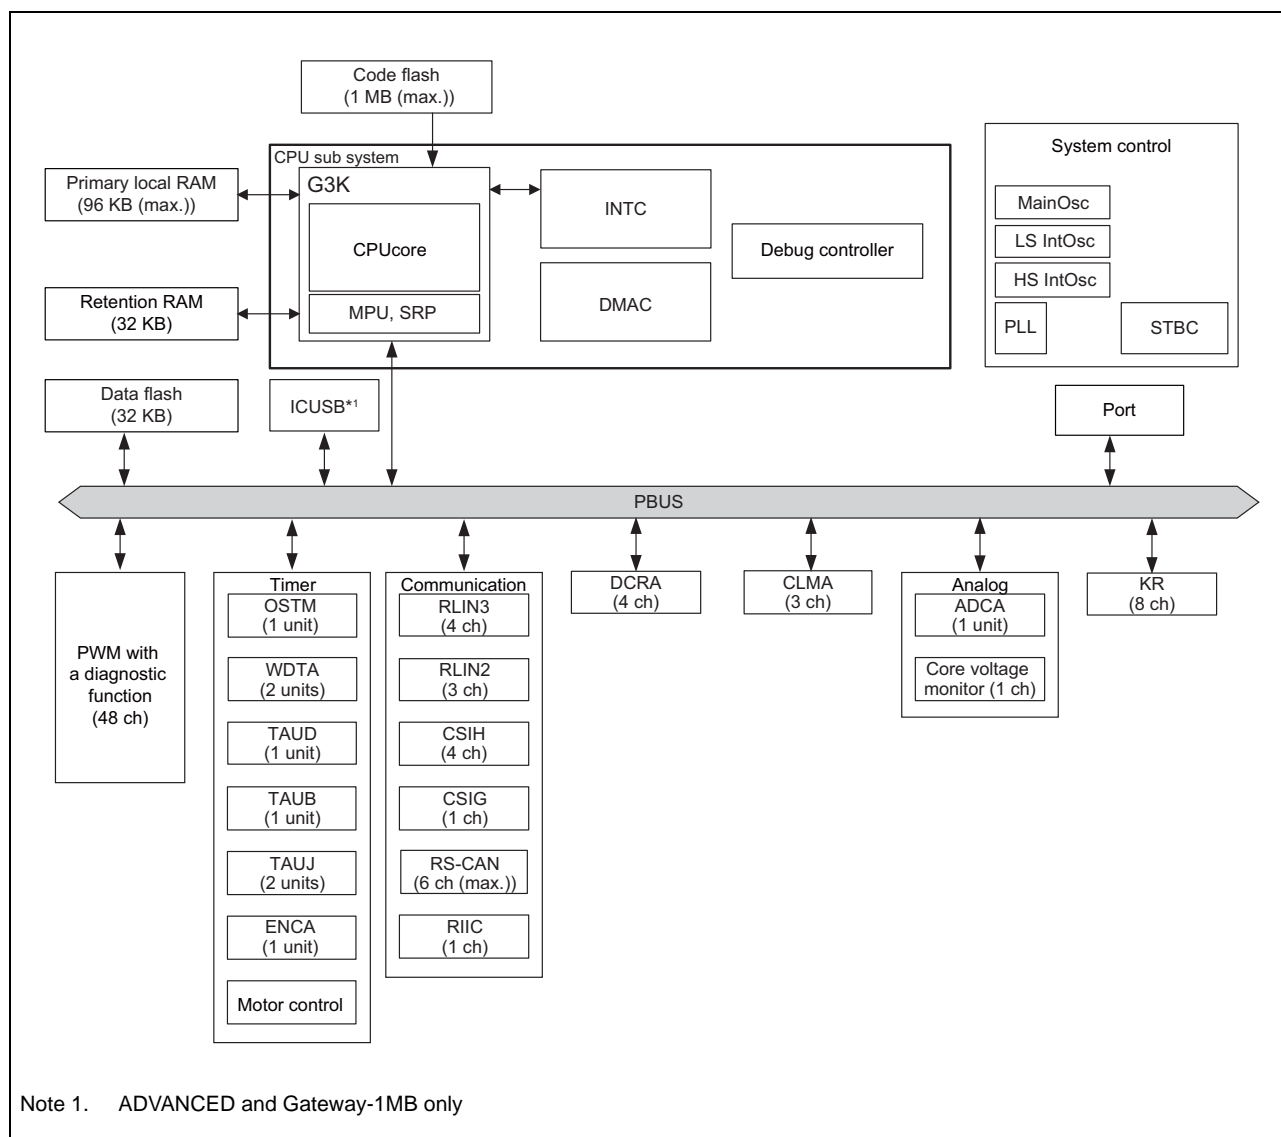 Code flash
(1 MB (max.))
CPU sub system
System control
Primary local RAM
(96 KB (max.))
G3K
INTC
MainOsc
CPUcore
Debug controller
LS IntOsc
HS IntOsc
Retention RAM
(32 KB)
MPU, SRP
DMAC
PLL
STBC
Data flash
(32 KB)
ICUSB*1
Port
PBUS
PWM with
a diagnostic
function
(48 ch)
Timer
OSTM
(1 unit)
WDTA
(2 units)
TAUD
(1 unit)
TAUB
(1 unit)
TAUJ
(2 units)
ENCA
(1 unit)
Motor control
Communication
RLIN3
(4 ch)
RLIN2
(3 ch)
CSIH
(4 ch)
CSIG
(1 ch)
RS-CAN
(6 ch (max.))
RIIC
(1 ch)
DCRA
(4 ch)
CLMA
(3 ch)
Analog
ADCA
(1 unit)
Core voltage
monitor (1 ch)
KR
(8 ch)
Note 1. ADVANCED and Gateway-1MB only